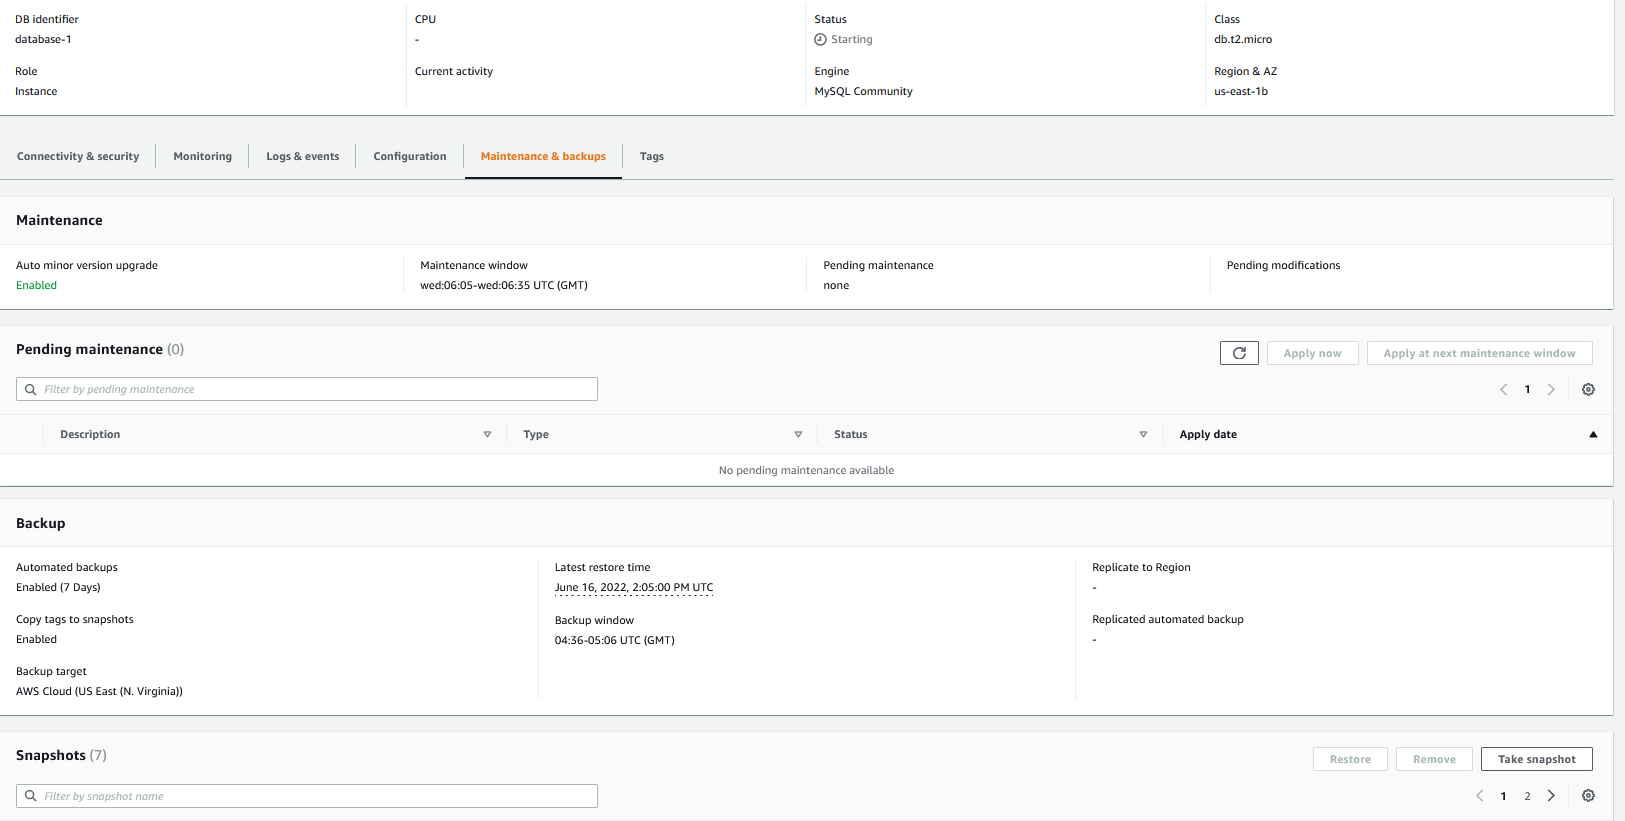 DB identifier
database-1
CPU
-
Status
Starting
Class
db.t2.micro
Role
Instance
Current activity
Engine
MySQL Community
Region & AZ
us-east-1b
Connectivity & security
Monitoring
Logs & events
Configuration
Maintenance & backups
Tags
Maintenance
Auto minor version upgrade
Enabled
Maintenance window
wed:06:05-wed:06:35 UTC (GMT)
Pending maintenance
none
Pending modifications
Pending maintenance (0)
Apply now
Apply at next maintenance window
Filter by pending maintenance
1
Description
Type
Status
Apply date
No pending maintenance available
Backup
Automated backups
Enabled (7 Days)
Copy tags to snapshots
Enabled
Backup target
AWS Cloud (US East (N. Virginia))
Latest restore time
June 16, 2022, 2:05:00 PM UTC
Backup window
04:36-05:06 UTC (GMT)
Replicate to Region
-
Replicated automated backup
-
Snapshots (7)
Restore
Remove
Take snapshot
Filter by snapshot name
1 2